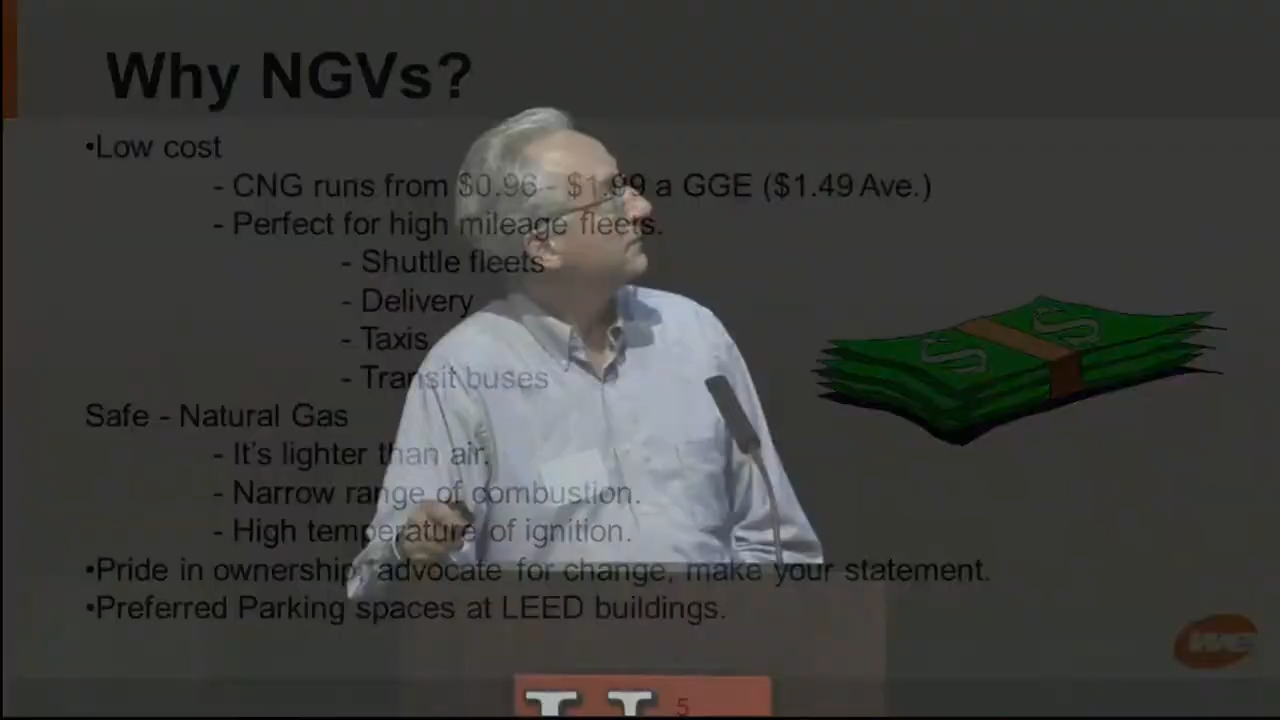 Why NGVs?
•Low cost
- CNG runs from $0.96 - $1.99 a GGE ($1.49 Ave.)
- Perfect for high mileage fleets.
- Shuttle fleets
- Delivery
- Taxis
- Transit buses
Safe - Natural Gas
- It's lighter than air.
- Narrow range of combustion.
- High temperature of ignition.
•Pride in ownership, advocate for change, make your statement.
•Preferred Parking spaces at LEED buildings.
5